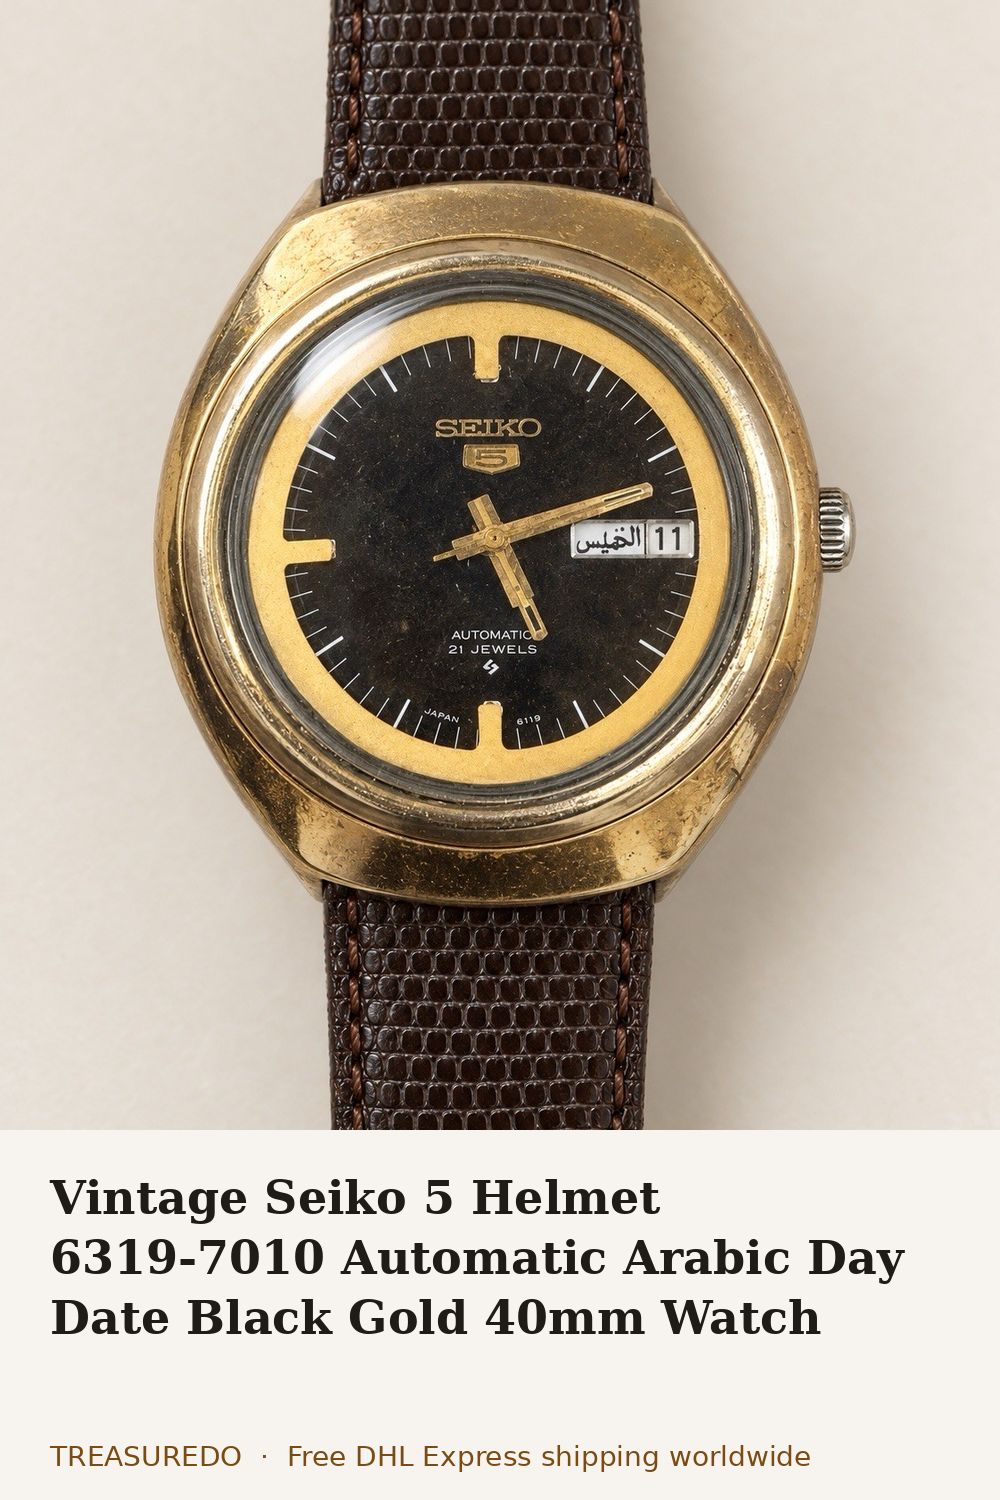 SEIKO
5
الخميس 11
AUTOMATIC
21 JEWELS
JAPAN 6119
Vintage Seiko 5 Helmet
6319-7010 Automatic Arabic Day
Date Black Gold 40mm Watch
TREASUREDO · Free DHL Express shipping worldwide